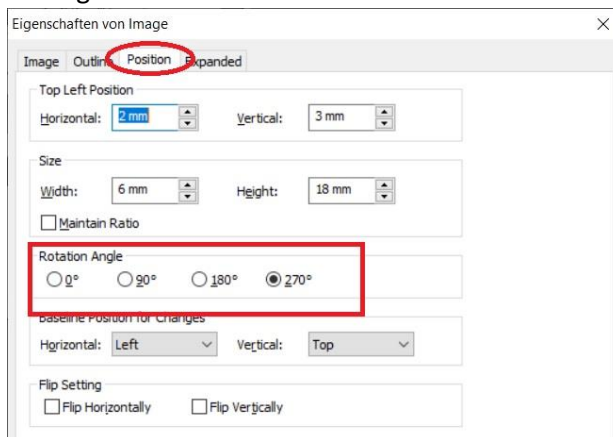 Eigenschaften von Image
Image Outline Position Expanded
Top Left Position
Horizontal: 2 mm Vertical: 3 mm
Size
Width: 6 mm Height: 18 mm
Maintain Ratio
Rotation Angle
0° 90° 180° 270°
Baseline Position for Changes
Horizontal: Left Vertical: Top
Flip Setting
Flip Horizontally Flip Vertically